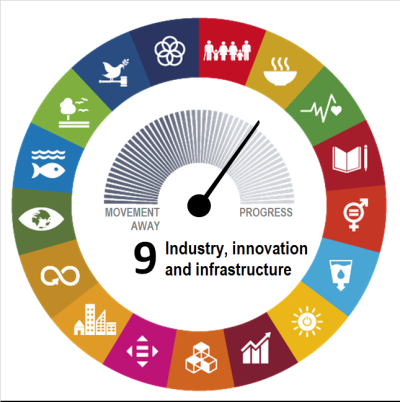 MOVEMENT
AWAY
PROGRESS
9 Industry, innovation
and infrastructure